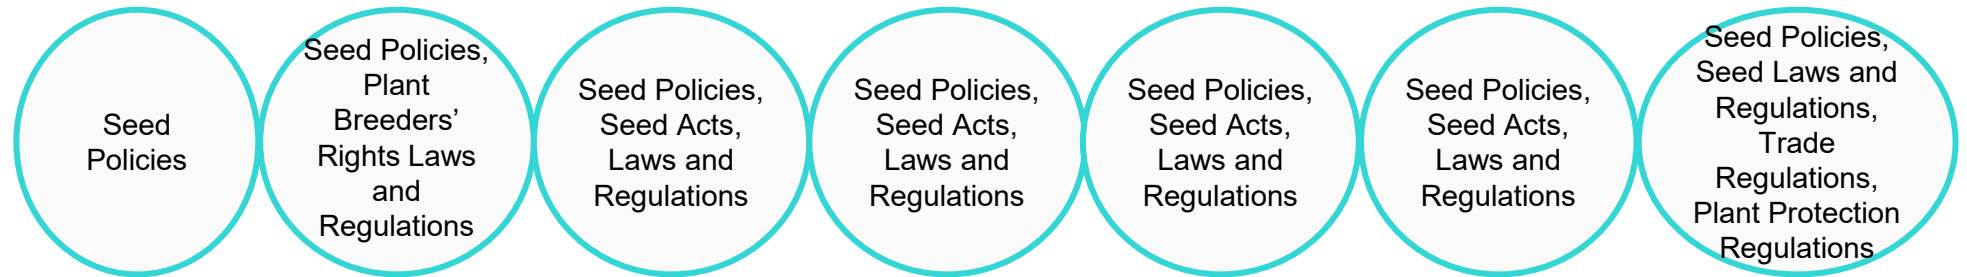 Seed
Policies
Seed Policies,
Plant
Breeders’
Rights Laws
and
Regulations
Seed Policies,
Seed Acts,
Laws and
Regulations
Seed Policies,
Seed Acts,
Laws and
Regulations
Seed Policies,
Seed Acts,
Laws and
Regulations
Seed Policies,
Seed Acts,
Laws and
Regulations
Seed Policies,
Seed Laws and
Regulations,
Trade
Regulations,
Plant Protection
Regulations